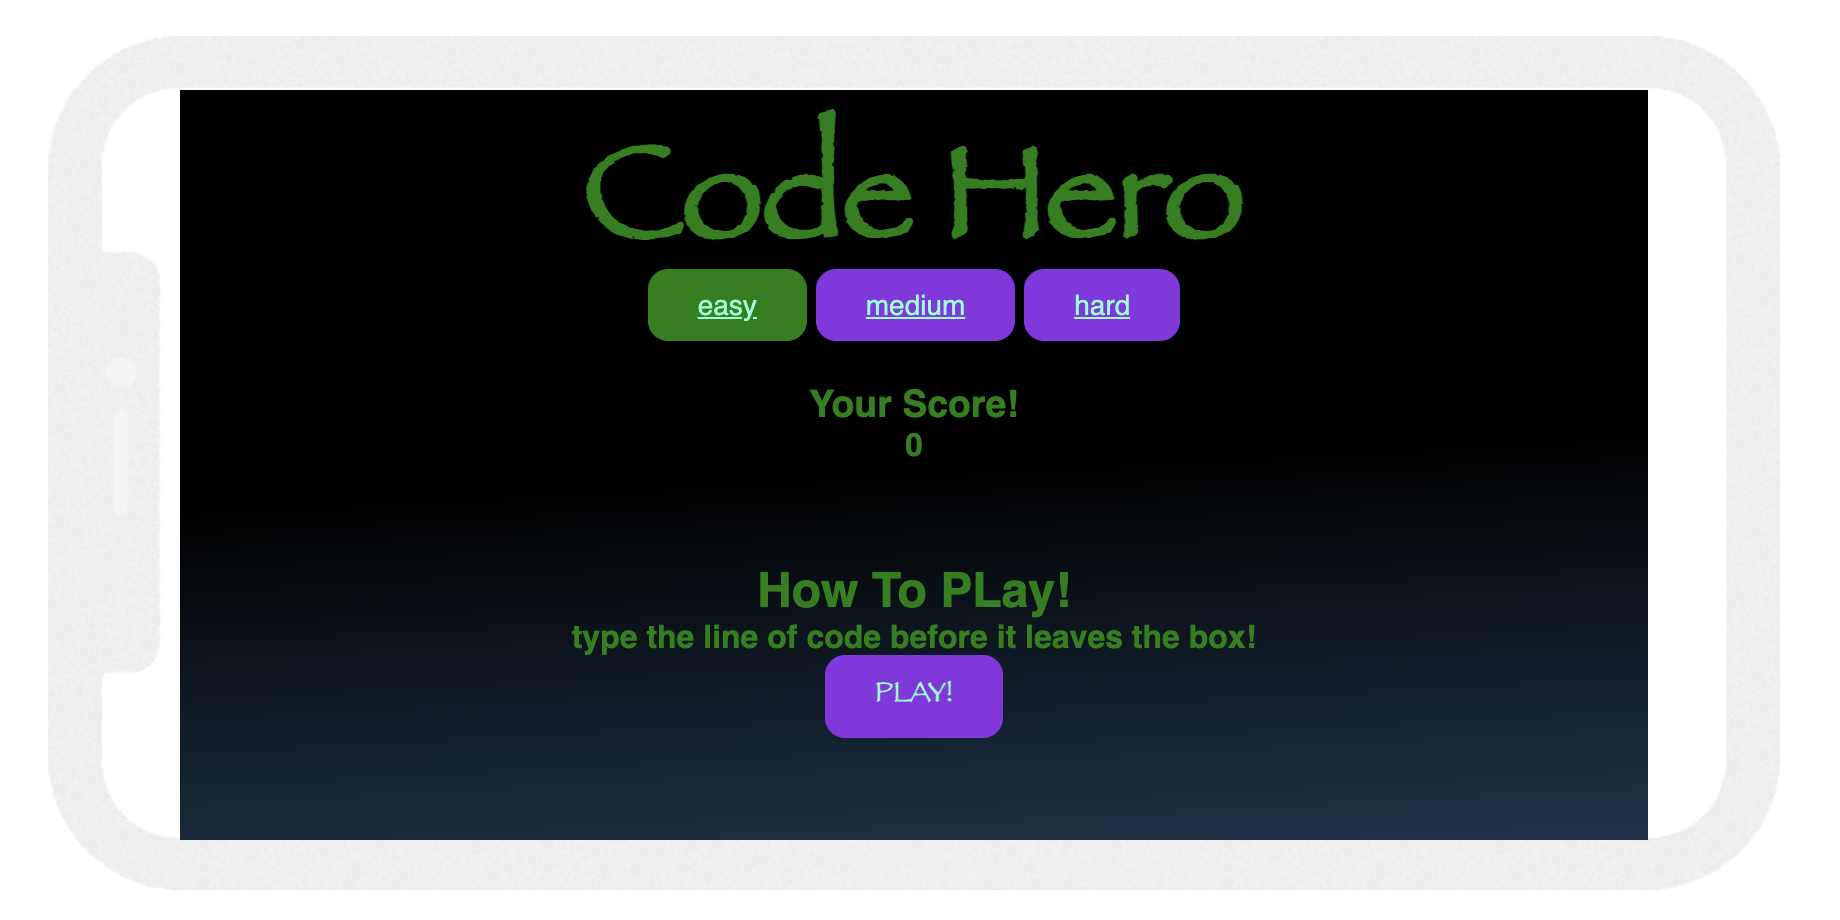 Code Hero
easy medium hard
Your Score!
0
How To PLay!
type the line of code before it leaves the box!
PLAY!